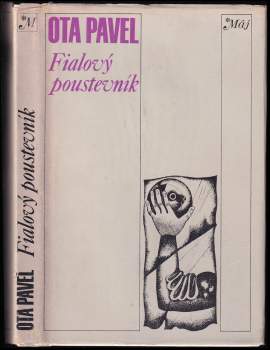 M
OTA PAVEL Fialový poustevník
OTA PAVEL
Máj
Fialový
poustevník